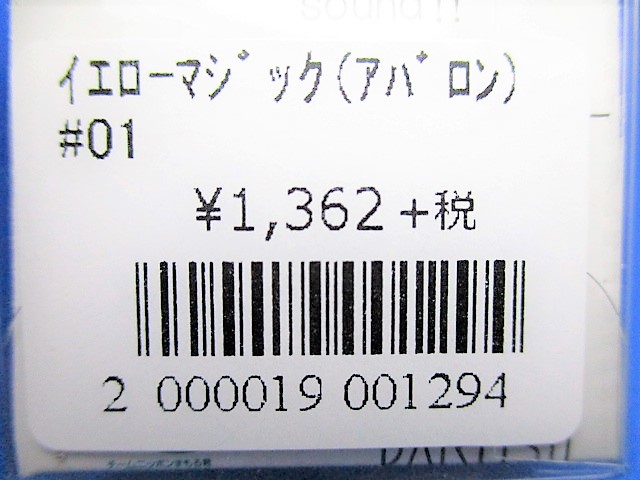 sound!!
ｲｴﾛｰﾏｼﾞｯｸ(ｱﾊﾞﾛﾝ)
#01
¥1,362+税
2 000019 001294